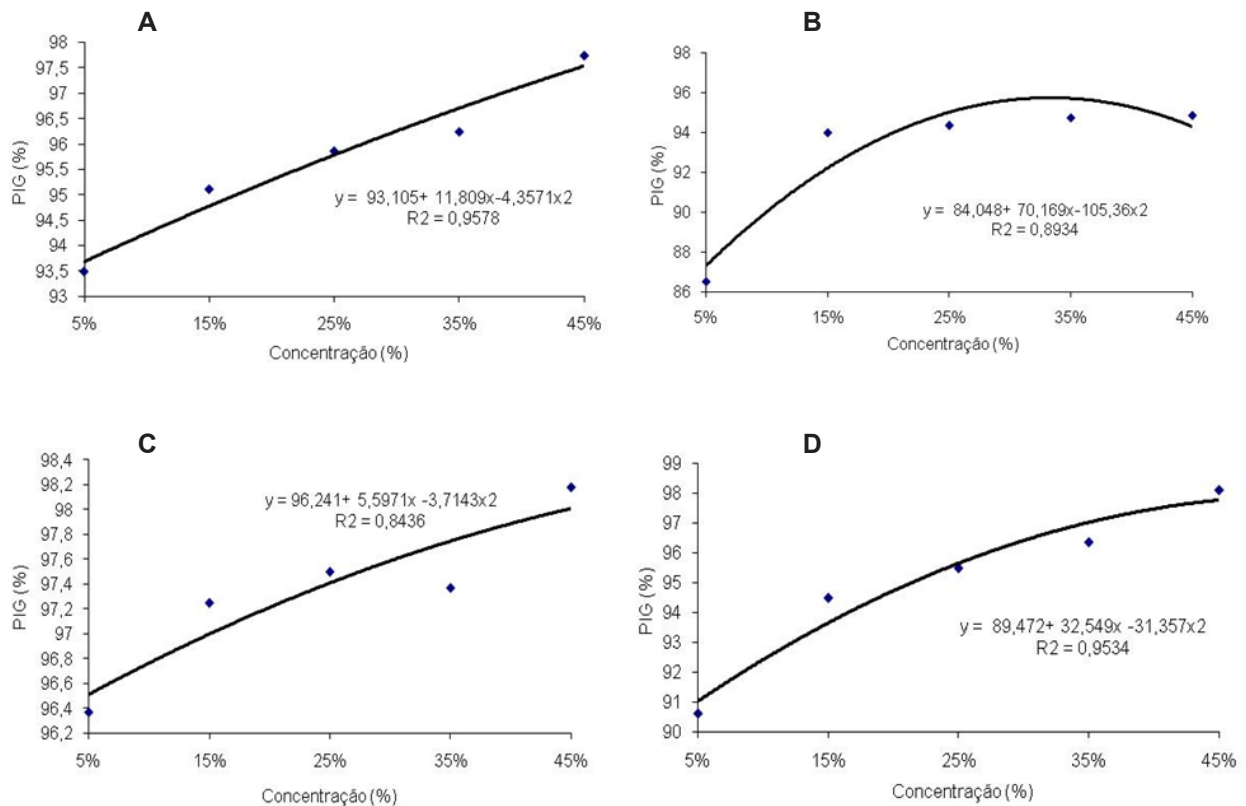 A
98
97,5
97
96,5
96
95,5
95
94,5
94
93,5
93
PIG (%)
y = 93,105+ 11,809x-4,3571x2
R2 = 0,9578
5% 15% 25% 35% 45%
Concentração (%)
B
98
96
94
92
90
88
86
PIG (%)
y = 84,048+ 70,169x-105,36x2
R2 = 0,8934
5% 15% 25% 35% 45%
Concentração (%)
C
98,4
98,2
98
97,8
97,6
97,4
97,2
97
96,8
96,6
96,4
96,2
PIG (%)
y = 96,241+ 5,5971x -3,7143x2
R2 = 0,8436
5% 15% 25% 35% 45%
Concentração (%)
D
99
98
97
96
95
94
93
92
91
90
PIG (%)
y = 89,472+ 32,549x -31,357x2
R2 = 0,9534
5% 15% 25% 35% 45%
Concentração (%)